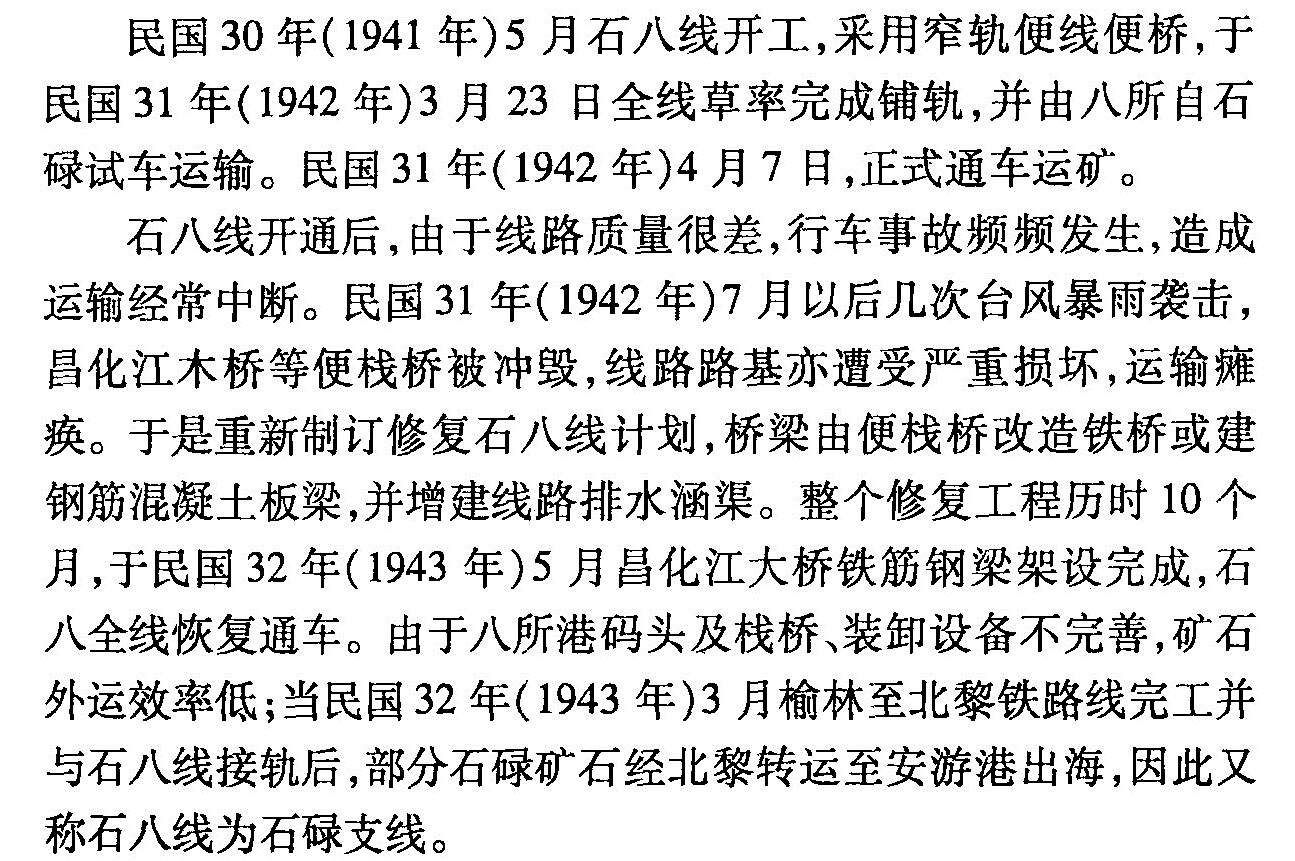 民国30年(1941年)5月石八线开工,采用窄轨便线便桥,于
民国31年(1942年)3月23日全线草率完成铺轨,并由八所自石
碌试车运输。民国31年(1942年)4月7日,正式通车运矿。
石八线开通后,由于线路质量很差,行车事故频频发生,造成
运输经常中断。民国31年(1942年)7月以后几次台风暴雨袭击,
昌化江木桥等便栈桥被冲毁,线路路基亦遭受严重损坏,运输瘫
痪。于是重新制订修复石八线计划,桥梁由便栈桥改造铁桥或建
钢筋混凝土板梁,并增建线路排水涵渠。整个修复工程历时10个
月,于民国32年(1943年)5月昌化江大桥铁筋钢梁架设完成,石
八全线恢复通车。由于八所港码头及栈桥、装卸设备不完善,矿石
外运效率低;当民国32年(1943年)3月榆林至北黎铁路线完工并
与石八线接轨后,部分石碌矿石经北黎转运至安游港出海,因此又
称石八线为石碌支线。